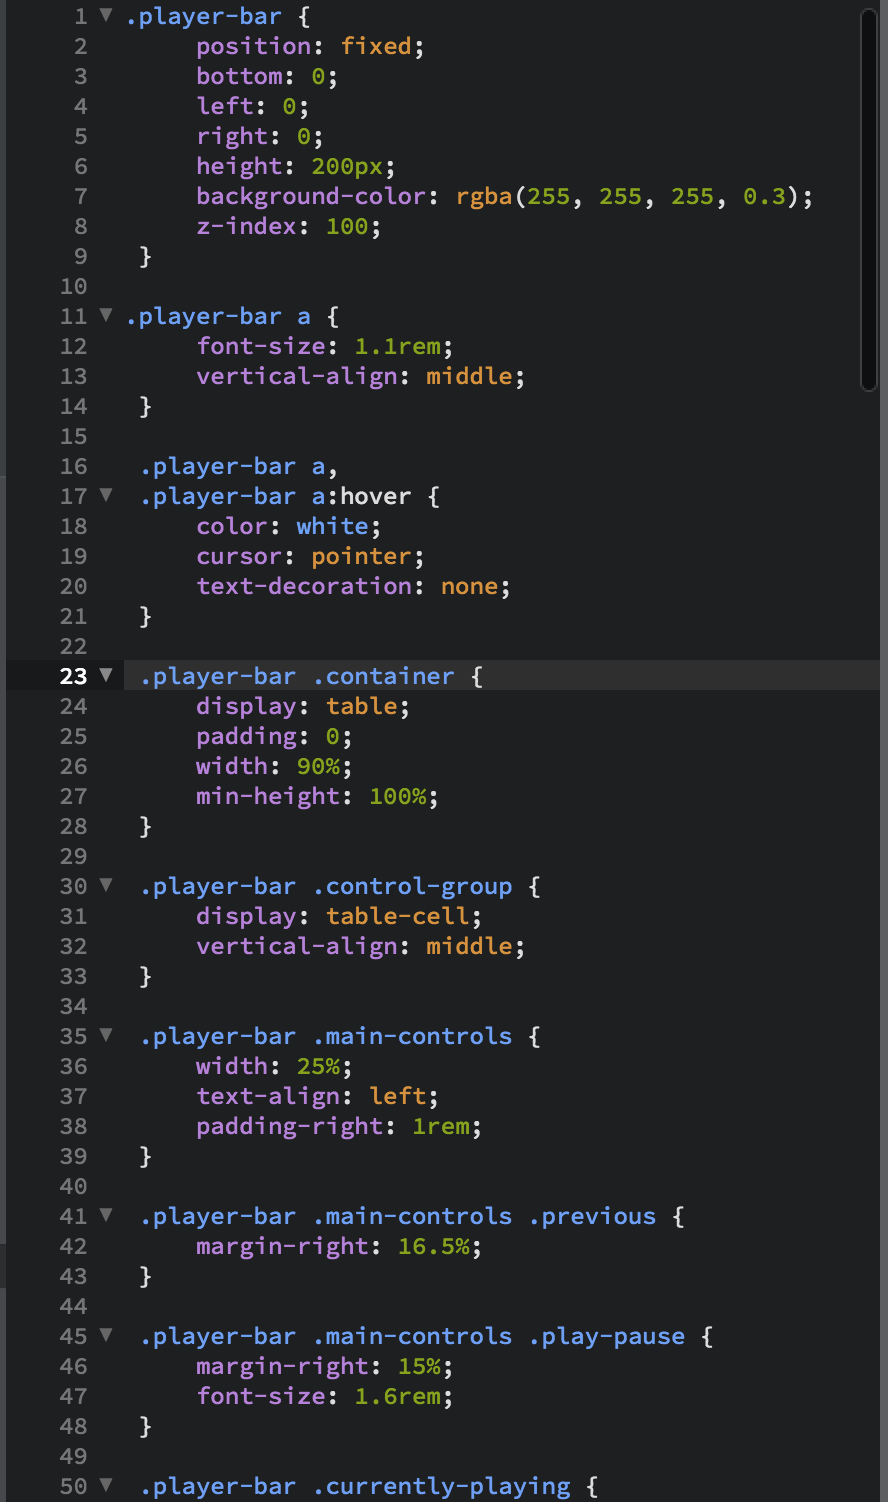 1 .player-bar {
2 position: fixed;
3 bottom: 0;
4 left: 0;
5 right: 0;
6 height: 200px;
7 background-color: rgba(255, 255, 255, 0.3);
8 z-index: 100;
9 }
10
11 .player-bar a {
12 font-size: 1.1rem;
13 vertical-align: middle;
14 }
15
16 .player-bar a,
17 .player-bar a:hover {
18 color: white;
19 cursor: pointer;
20 text-decoration: none;
21 }
22
23 .player-bar .container {
24 display: table;
25 padding: 0;
26 width: 90%;
27 min-height: 100%;
28 }
29
30 .player-bar .control-group {
31 display: table-cell;
32 vertical-align: middle;
33 }
34
35 .player-bar .main-controls {
36 width: 25%;
37 text-align: left;
38 padding-right: 1rem;
39 }
40
41 .player-bar .main-controls .previous {
42 margin-right: 16.5%;
43 }
44
45 .player-bar .main-controls .play-pause {
46 margin-right: 15%;
47 font-size: 1.6rem;
48 }
49
50 .player-bar .currently-playing {